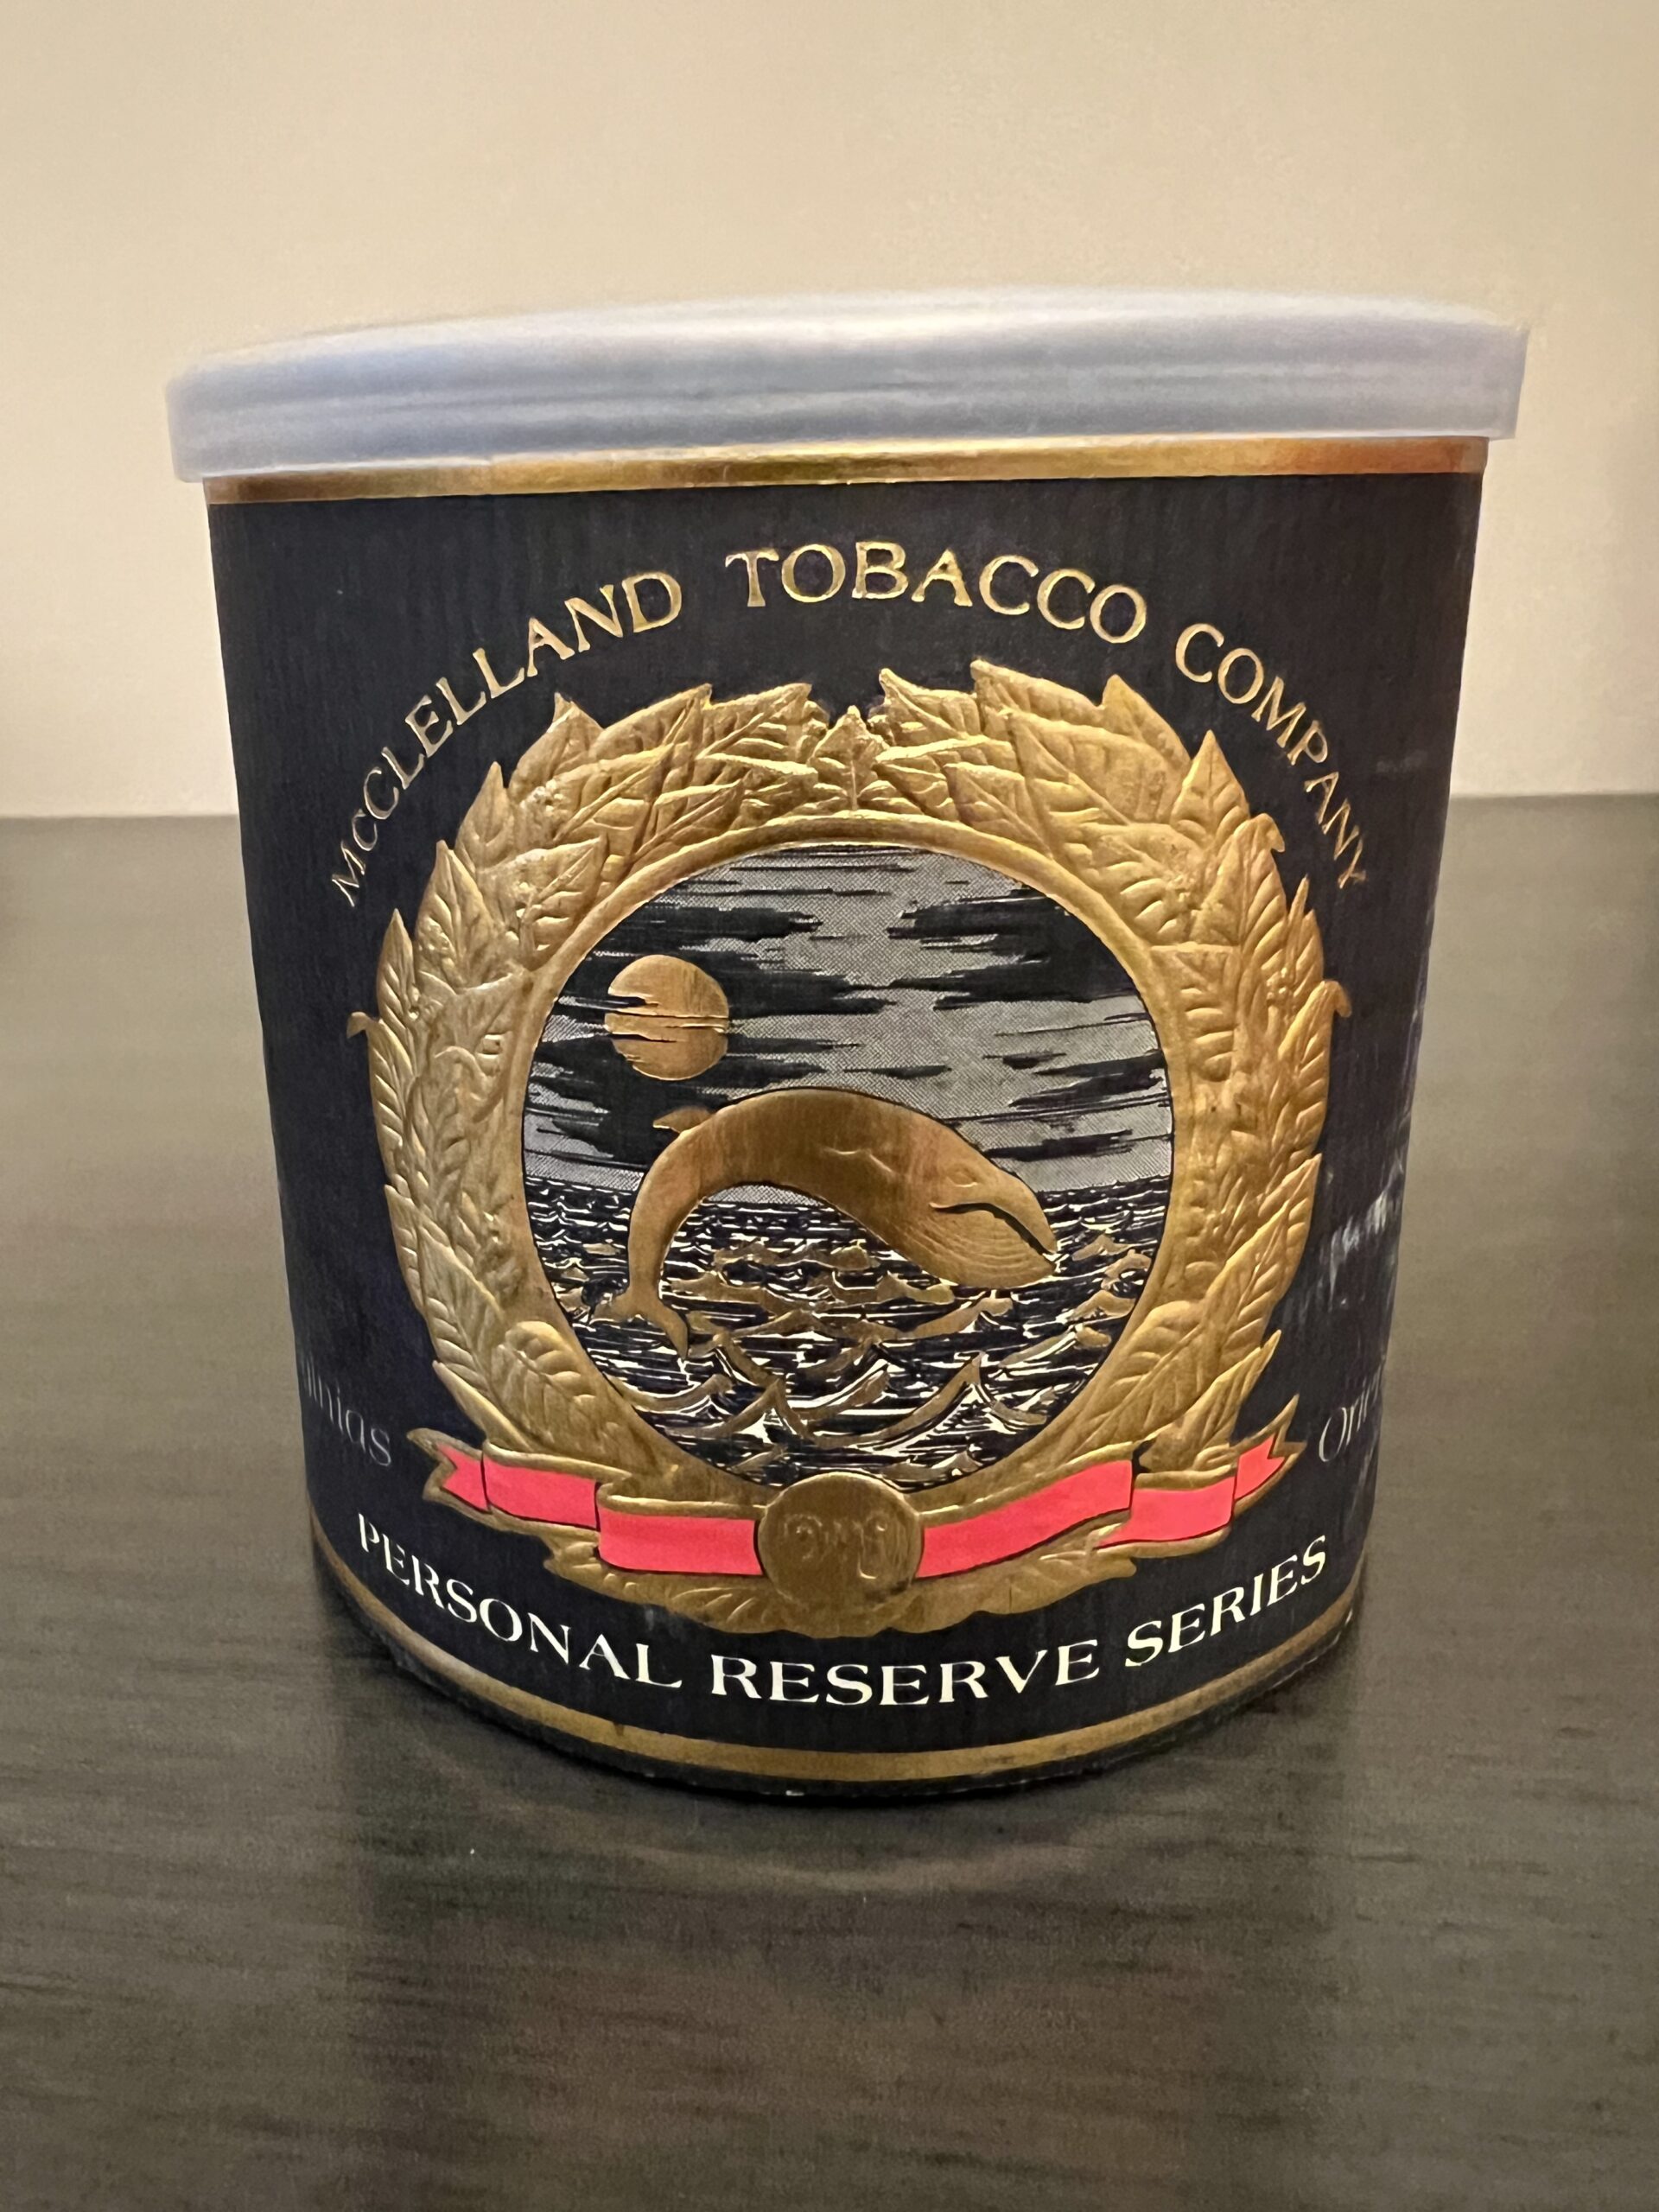 McCLELLAND TOBACCO COMPANY
PERSONAL RESERVE SERIES